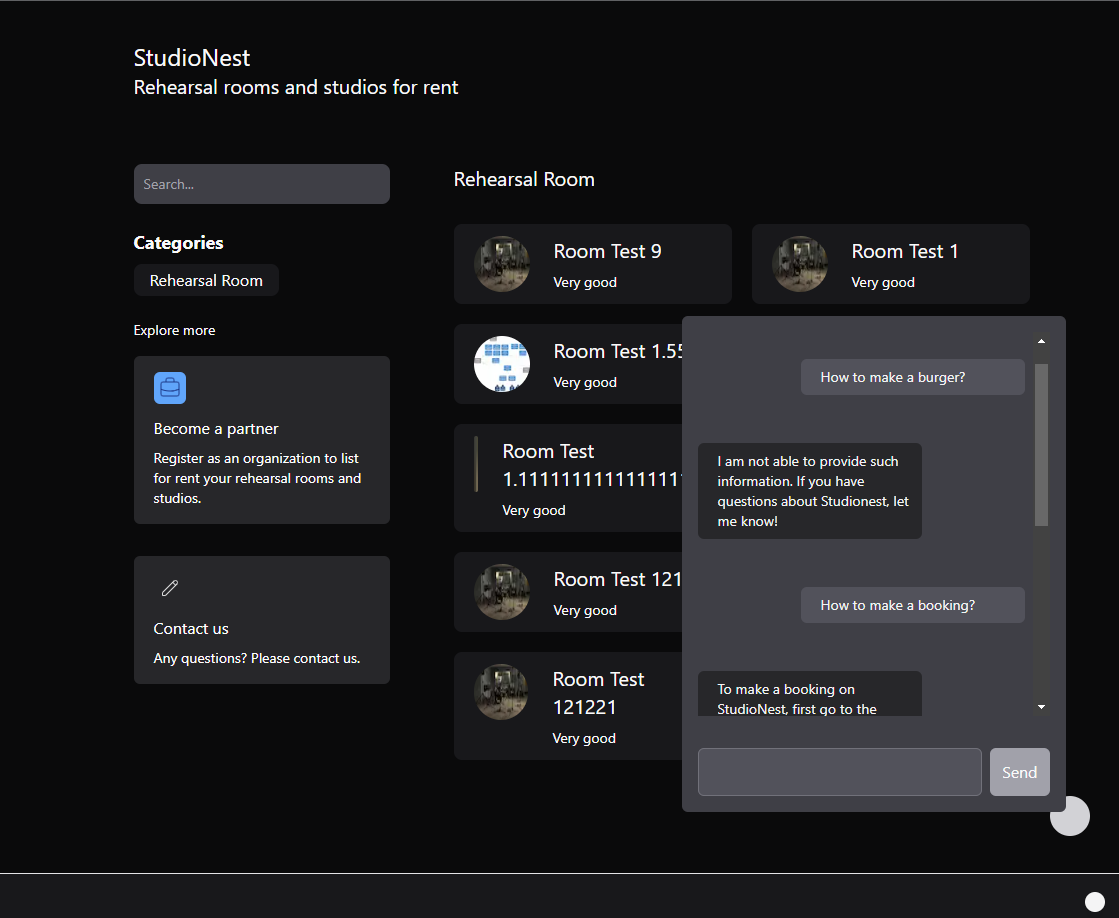 StudioNest
Rehearsal rooms and studios for rent
Search...
Categories
Rehearsal Room
Explore more
Become a partner
Register as an organization to list
for rent your rehearsal rooms and
studios.
Contact us
Any questions? Please contact us.
Rehearsal Room
Room Test 9
Very good
Room Test 1
Very good
Room Test 1.55
Very good
Room Test
Very good
Room Test 121
Very good
Room Test
121221
Very good
How to make a burger?
I am not able to provide such
information. If you have
questions about Studionest, let
me know!
How to make a booking?
To make a booking on
StudioNest, first go to the
Send